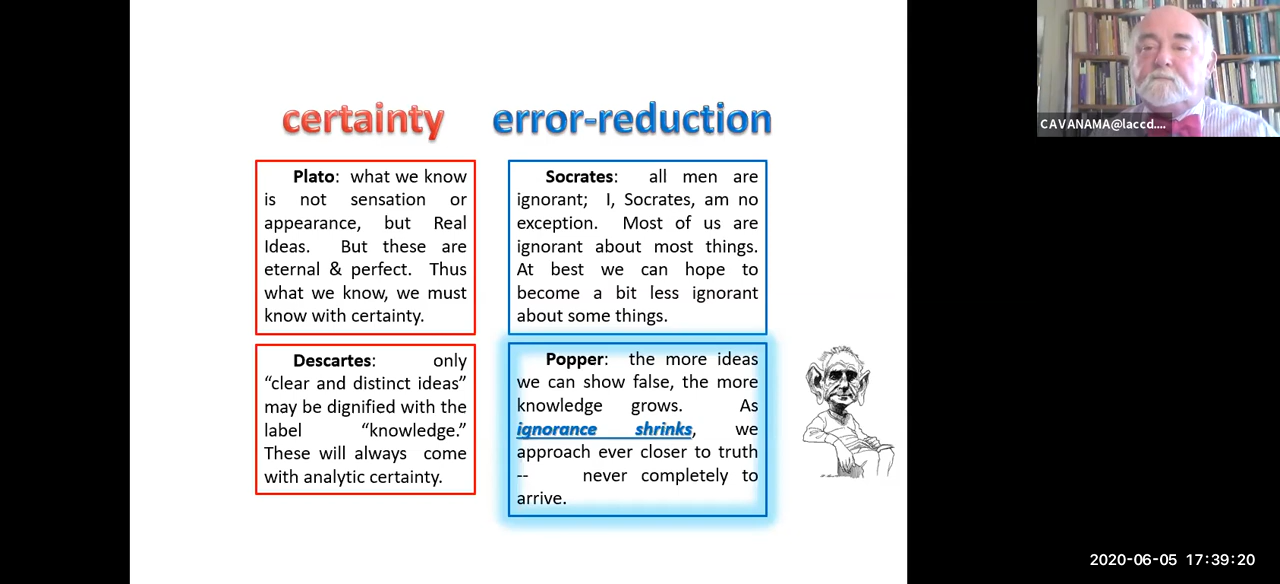 certainty
error-reduction
Plato: what we know
is not sensation or
appearance, but Real
Ideas. But these are
eternal & perfect. Thus
what we know, we must
know with certainty.
Socrates: all men are
ignorant; I, Socrates, am no
exception. Most of us are
ignorant about most things.
At best we can hope to
become a bit less ignorant
about some things.
Descartes: only
“clear and distinct ideas”
may be dignified with the
label “knowledge.”
These will always come
with analytic certainty.
Popper: the more ideas
we can show false, the more
knowledge grows. As
ignorance shrinks, we
approach ever closer to truth
-- never completely to
arrive.
CAVANAMA@laccd....
2020-06-05 17:39:20